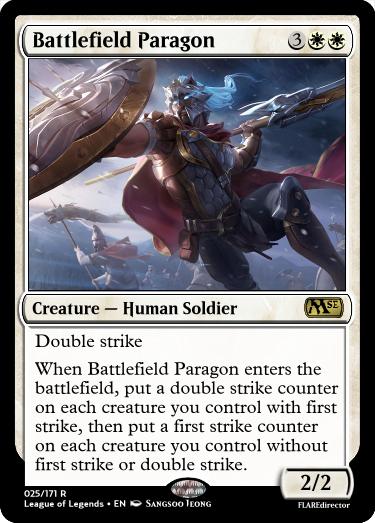 Battlefield Paragon 3
Creature — Human Soldier
MSE
Double strike
When Battlefield Paragon enters the
battlefield, put a double strike counter
on each creature you control with first
strike, then put a first strike counter
on each creature you control without
first strike or double strike.
2/2
025/171 R
League of Legends • EN Sangsoo Jeong
FLAREdirector